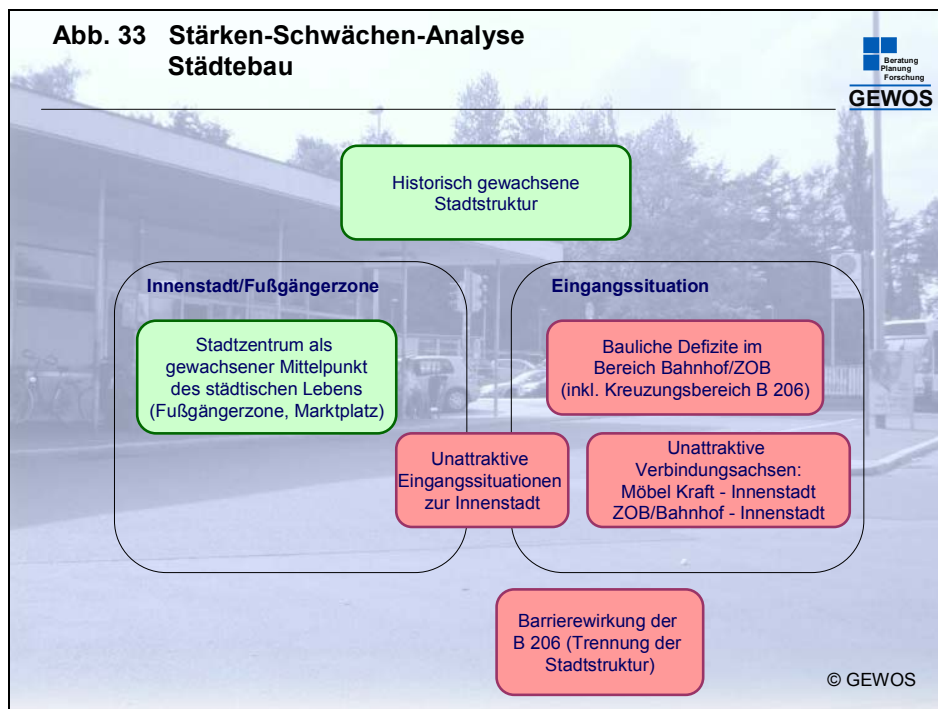 Abb. 33 Stärken-Schwächen-Analyse
Städtebau
Beratung
Planung
Forschung
GEWOS
Historisch gewachsene
Stadtstruktur
Innenstadt/Fußgängerzone
Stadtzentrum als
gewachsener Mittelpunkt
des städtischen Lebens
(Fußgängerzone, Marktplatz)
Eingangssituation
Bauliche Defizite im
Bereich Bahnhof/ZOB
(inkl. Kreuzungsbereich B 206)
Unattraktive
Eingangssituationen
zur Innenstadt
Unattraktive
Verbindungsachsen:
Möbel Kraft - Innenstadt
ZOB/Bahnhof - Innenstadt
Barrierewirkung der
B 206 (Trennung der
Stadtstruktur)
© GEWOS